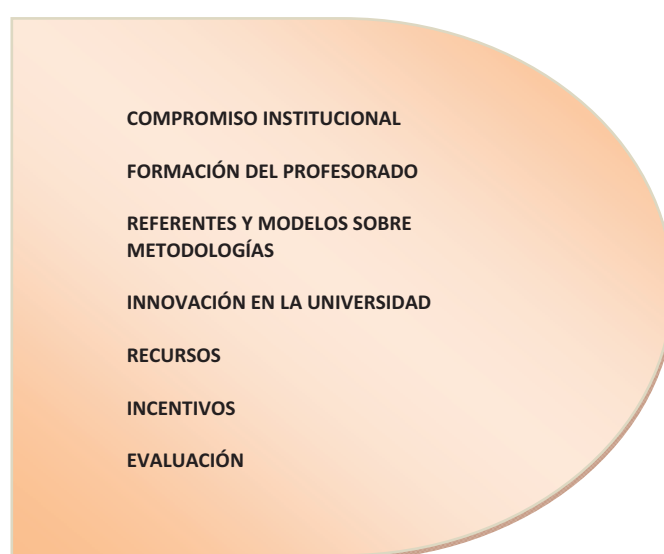 COMPROMISO INSTITUCIONAL
FORMACIÓN DEL PROFESORADO
REFERENTES Y MODELOS SOBRE
METODOLOGÍAS
INNOVACIÓN EN LA UNIVERSIDAD
RECURSOS
INCENTIVOS
EVALUACIÓN